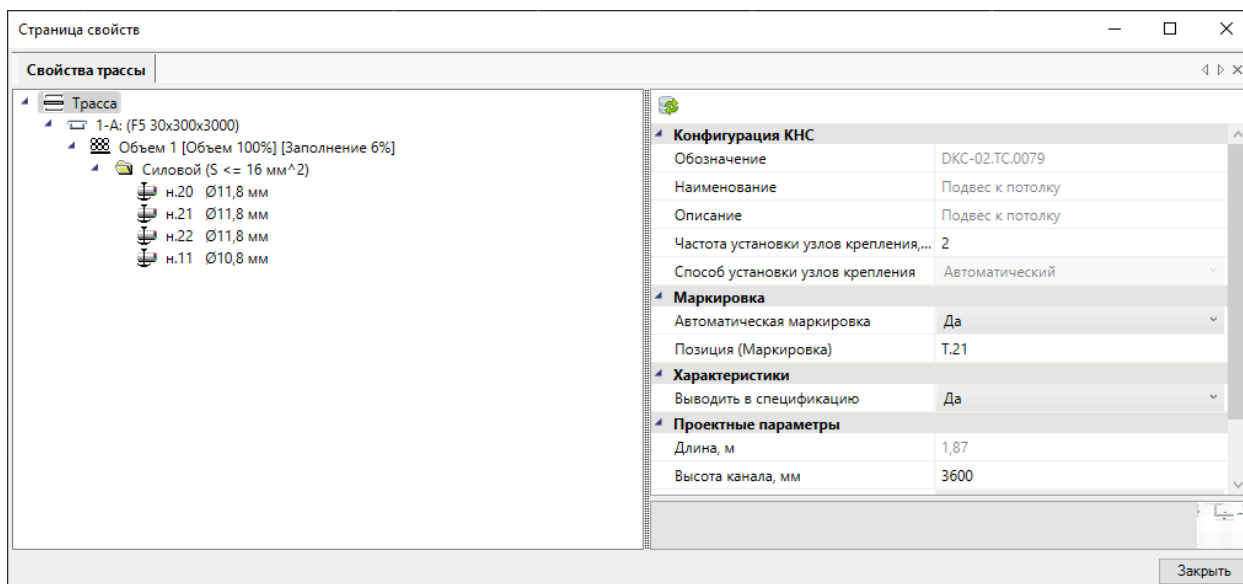 Страница свойств
Свойства трассы
Трасса
1-А: (F5 30x300x3000)
Объем 1 [Объем 100%] [Заполнение 6%]
Силовой (S <= 16 мм^2)
н.20 Ø11,8 мм
н.21 Ø11,8 мм
н.22 Ø11,8 мм
н.11 Ø10,8 мм
Конфигурация КНС
Обозначение DKC-02.TC.0079
Наименование Подвес к потолку
Описание Подвес к потолку
Частота установки узлов крепления,... 2
Способ установки узлов крепления Автоматический
Маркировка
Автоматическая маркировка Да
Позиция (Маркировка) Т.21
Характеристики
Выводить в спецификацию Да
Проектные параметры
Длина, м 1,87
Высота канала, мм 3600
Закрыть